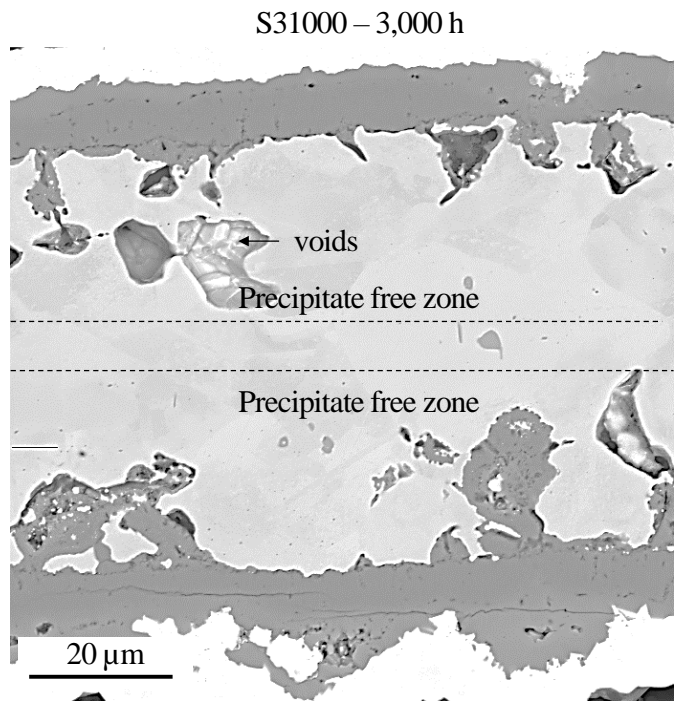 S31000 – 3,000 h
voids
Precipitate free zone
Precipitate free zone
20 µm